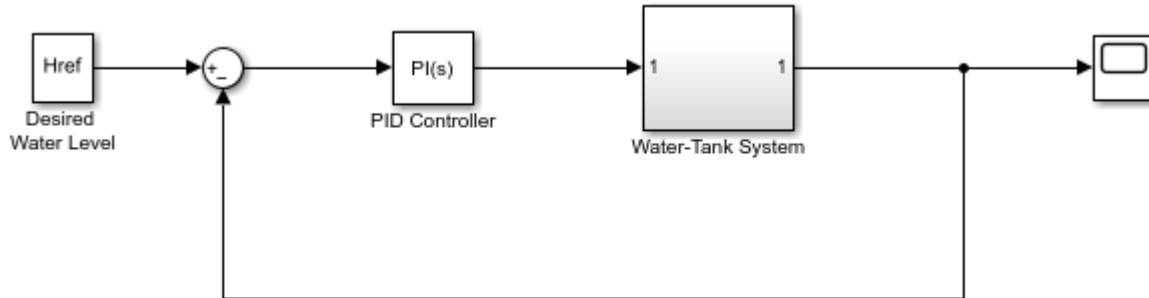 Href
Desired
Water Level
+
_
PI(s)
PID Controller
1
1
Water-Tank System